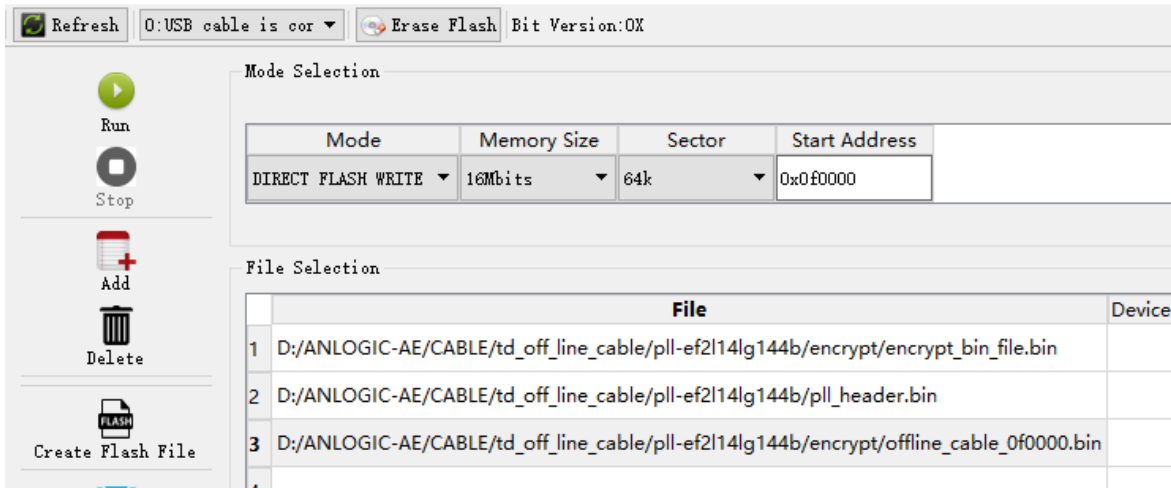 Refresh 0:USB cable is cor Erase Flash Bit Version:0X
Mode Selection
Run
Mode Memory Size Sector Start Address
DIRECT FLASH WRITE 16Mbits 64k 0x0f0000
Stop
File Selection
Add
File Device
1 D:/ANLOGIC-AE/CABLE/td_off_line_cable/pll-ef2l14lg144b/encrypt/encrypt_bin_file.bin
Delete
2 D:/ANLOGIC-AE/CABLE/td_off_line_cable/pll-ef2l14lg144b/pll_header.bin
FLASH
Create Flash File
3 D:/ANLOGIC-AE/CABLE/td_off_line_cable/pll-ef2l14lg144b/encrypt/offline_cable_0f0000.bin